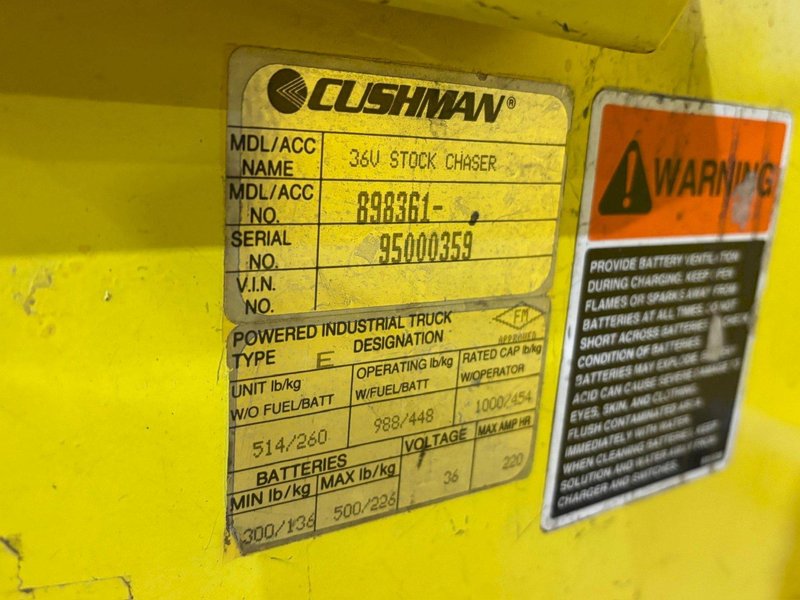 CUSHMAN®
MDL/ACC NAME 36V STOCK CHASER
MDL/ACC NO. 898361-
SERIAL NO. 95000359
V.I.N. NO.
POWERED INDUSTRIAL TRUCK
TYPE E DESIGNATION
FM
APPROVED
UNIT lb/kg W/O FUEL/BATT
OPERATING lb/kg W/FUEL/BATT
RATED CAP lb/kg W/OPERATOR
514/260
988/448
1000/454
BATTERIES
VOLTAGE
MAX AMP HR
MIN lb/kg
MAX lb/kg
36
220
300/136
500/226
WARNING
PROVIDE BATTERY VENTILATION
DURING CHARGING. KEEP OPEN
FLAMES OR SPARKS AWAY FROM
BATTERIES AT ALL TIMES. DO NOT
SHORT ACROSS BATTERIES
CONDITION OF BATTERIES.
BATTERIES MAY EXPLODE
ACID CAN CAUSE SEVERE DAMAGE
EYES, SKIN, AND CLOTHING.
FLUSH CONTAMINATED
IMMEDIATELY WITH WATER.
WHEN CLEANING BATTERIES, KEEP
SOLUTION AND WATER AWAY FROM
CHARGER AND SWITCHES.